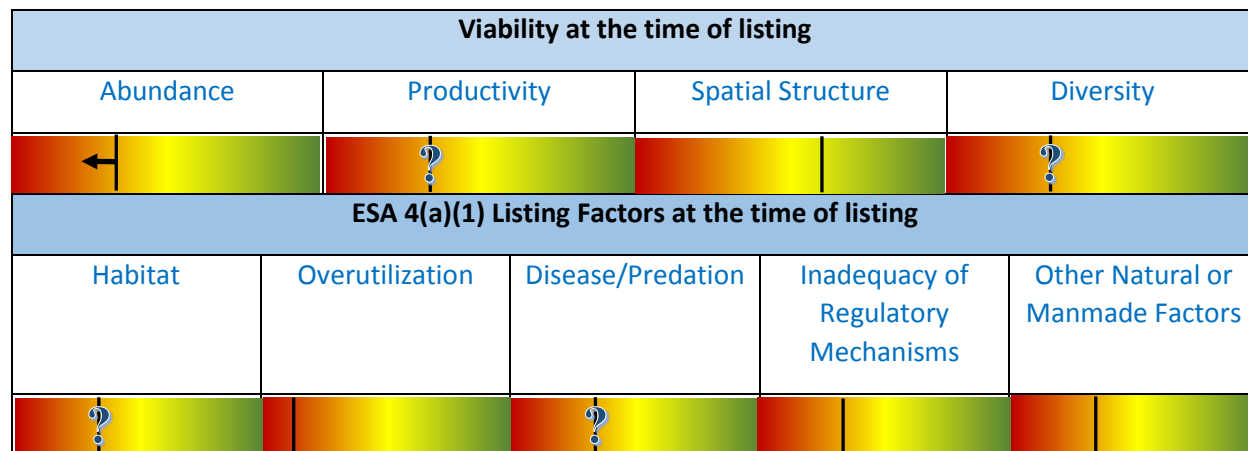 Viability at the time of listing
Abundance
Productivity
Spatial Structure
Diversity
?
?
ESA 4(a)(1) Listing Factors at the time of listing
Habitat
Overutilization
Disease/Predation
Inadequacy of
Regulatory
Mechanisms
Other Natural or
Manmade Factors
?
?